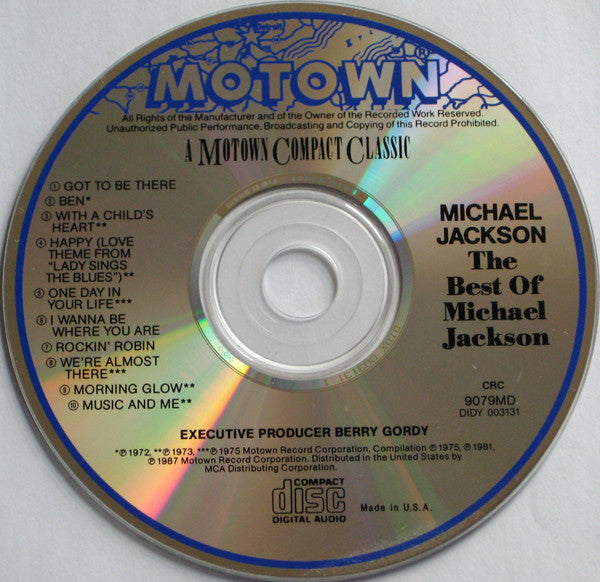 MOTOWN®
All Rights of the Manufacturer and of the Owner of the Recorded Work Reserved.
Unauthorized Public Performance, Broadcasting and Copying of this Record Prohibited.
A MOTOWN COMPACT CLASSIC
① GOT TO BE THERE
② BEN*
③ WITH A CHILD'S
HEART**
④ HAPPY (LOVE
THEME FROM
"LADY SINGS
THE BLUES")**
⑤ ONE DAY IN
YOUR LIFE***
⑥ I WANNA BE
WHERE YOU ARE
⑦ ROCKIN' ROBIN
⑧ WE'RE ALMOST
THERE***
⑨ MORNING GLOW**
⑩ MUSIC AND ME**
MICHAEL
JACKSON
The
Best Of
Michael
Jackson
CRC
9079MD
DIDY 003131
EXECUTIVE PRODUCER BERRY GORDY
*℗ 1972, **℗ 1973, ***℗ 1975 Motown Record Corporation, Compilation ℗ 1975, ℗ 1981,
℗ 1987 Motown Record Corporation. Distributed in the United States by
MCA Distributing Corporation.
COMPACT
disc
DIGITAL AUDIO
Made in U.S.A.